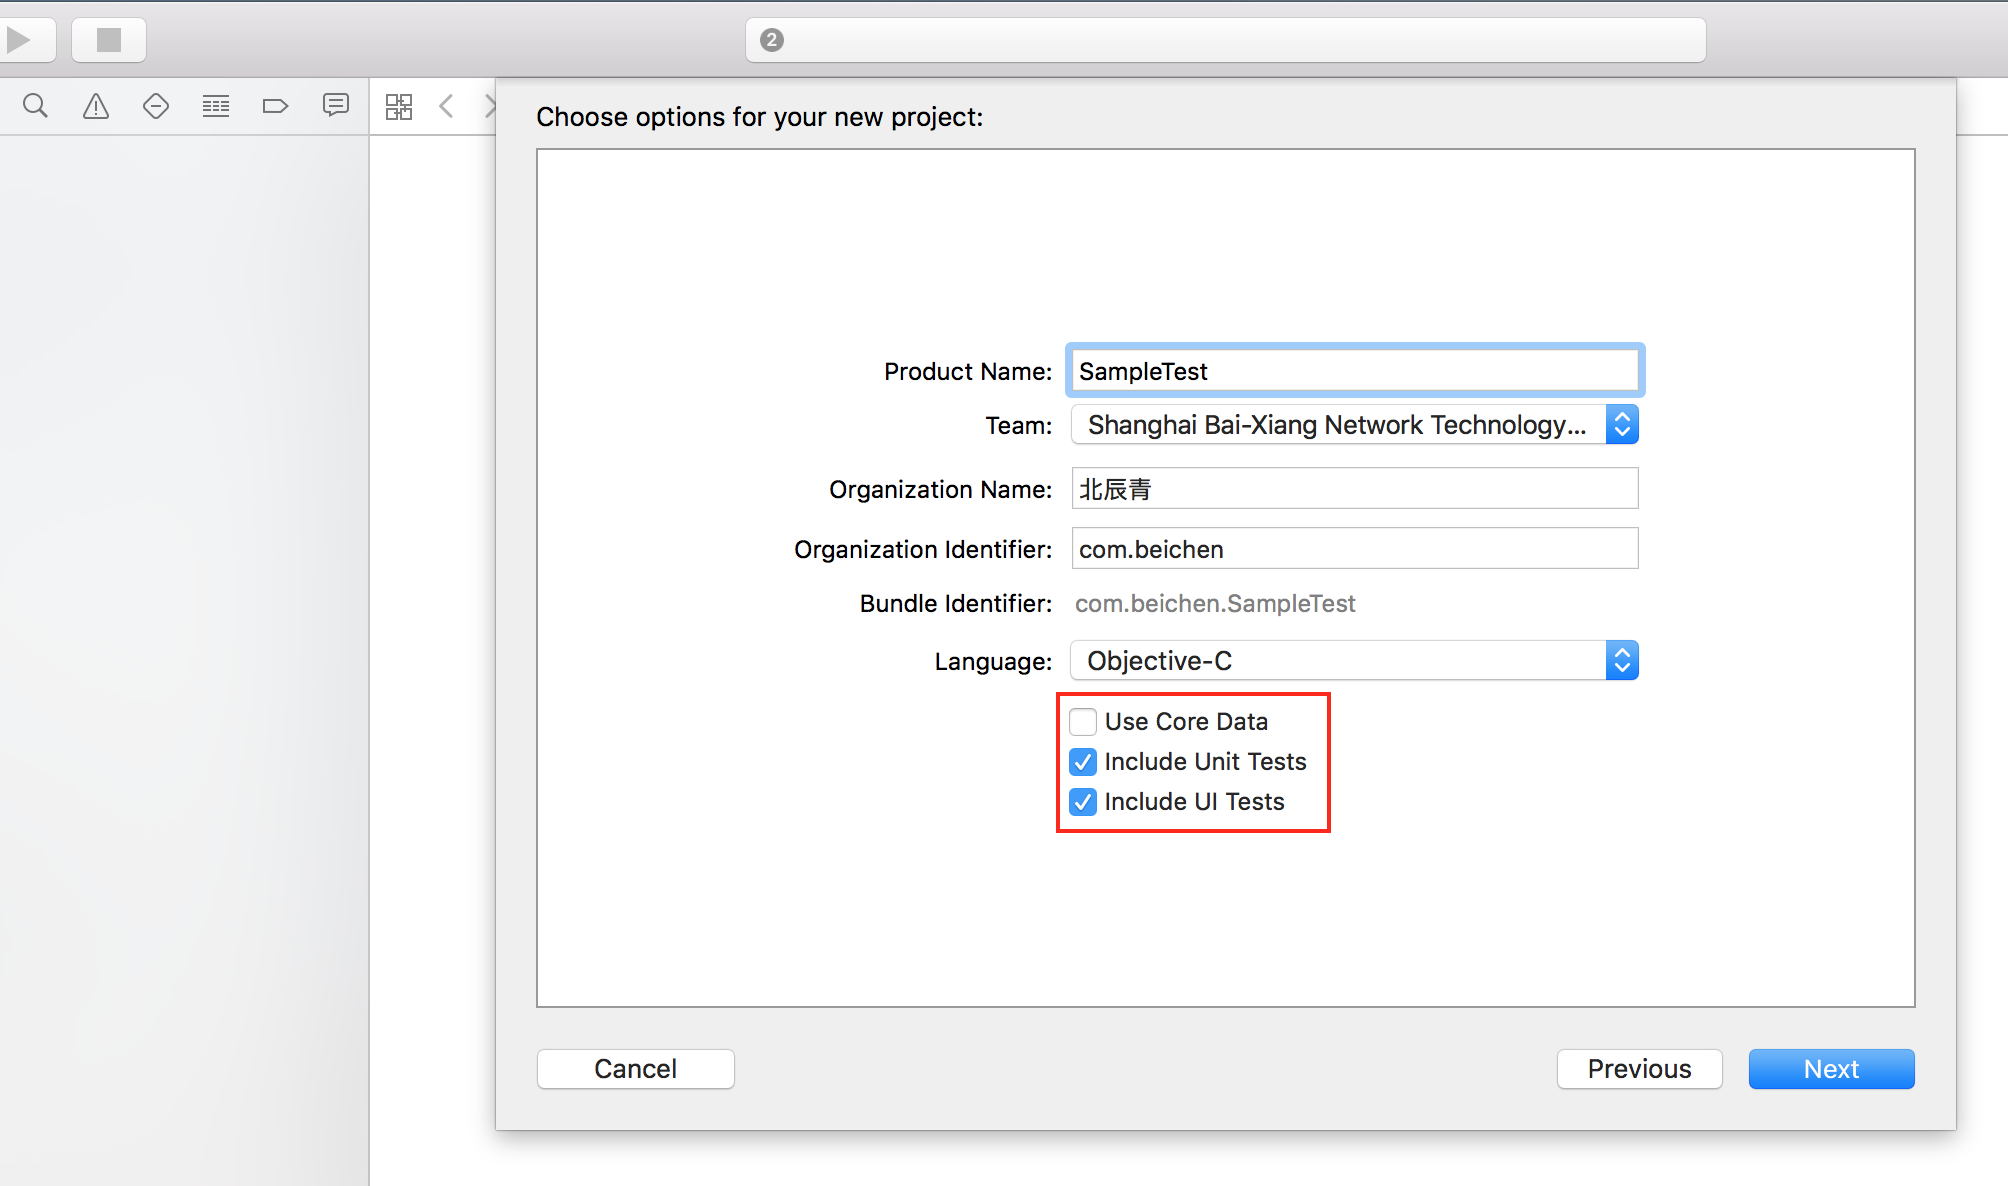 2
Choose options for your new project:
Product Name: SampleTest
Team: Shanghai Bai-Xiang Network Technology...
Organization Name: 北辰青
Organization Identifier: com.beichen
Bundle Identifier: com.beichen.SampleTest
Language: Objective-C
Use Core Data
Include Unit Tests
Include UI Tests
Cancel Previous Next